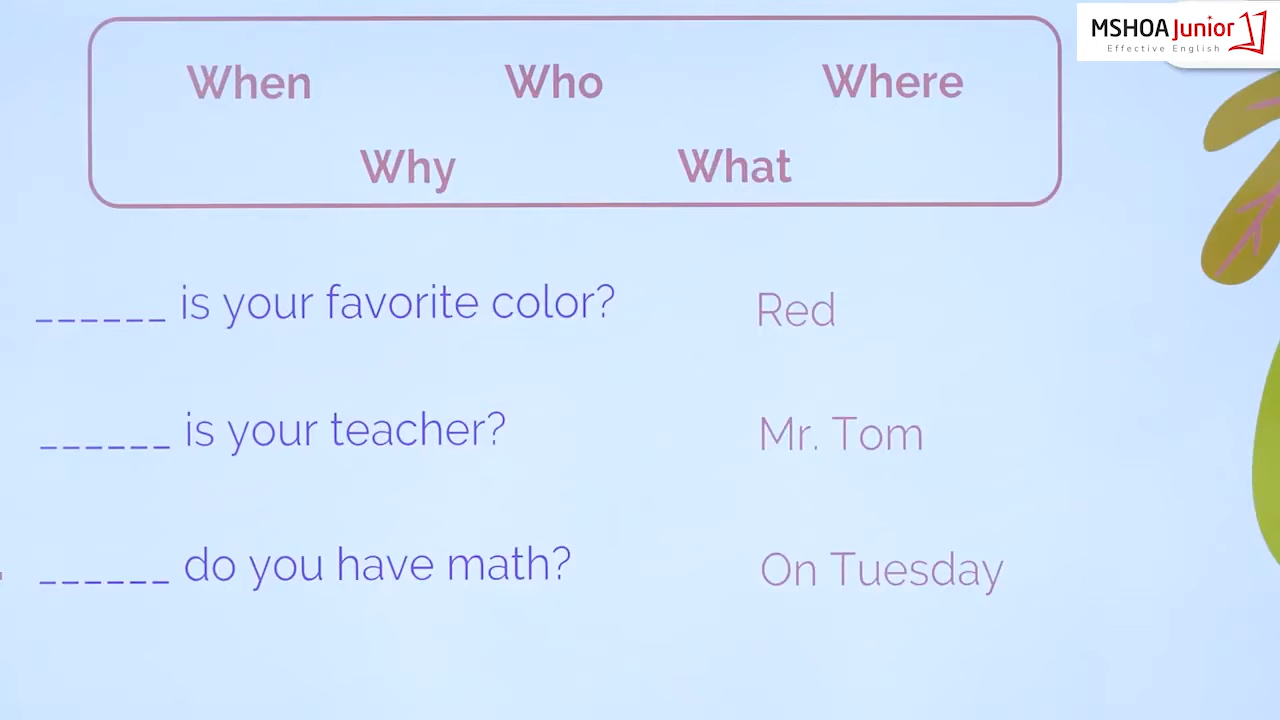 MSHOA Junior
Effective English
When Who Where
Why What
______ is your favorite color? Red
______ is your teacher? Mr. Tom
______ do you have math? On Tuesday